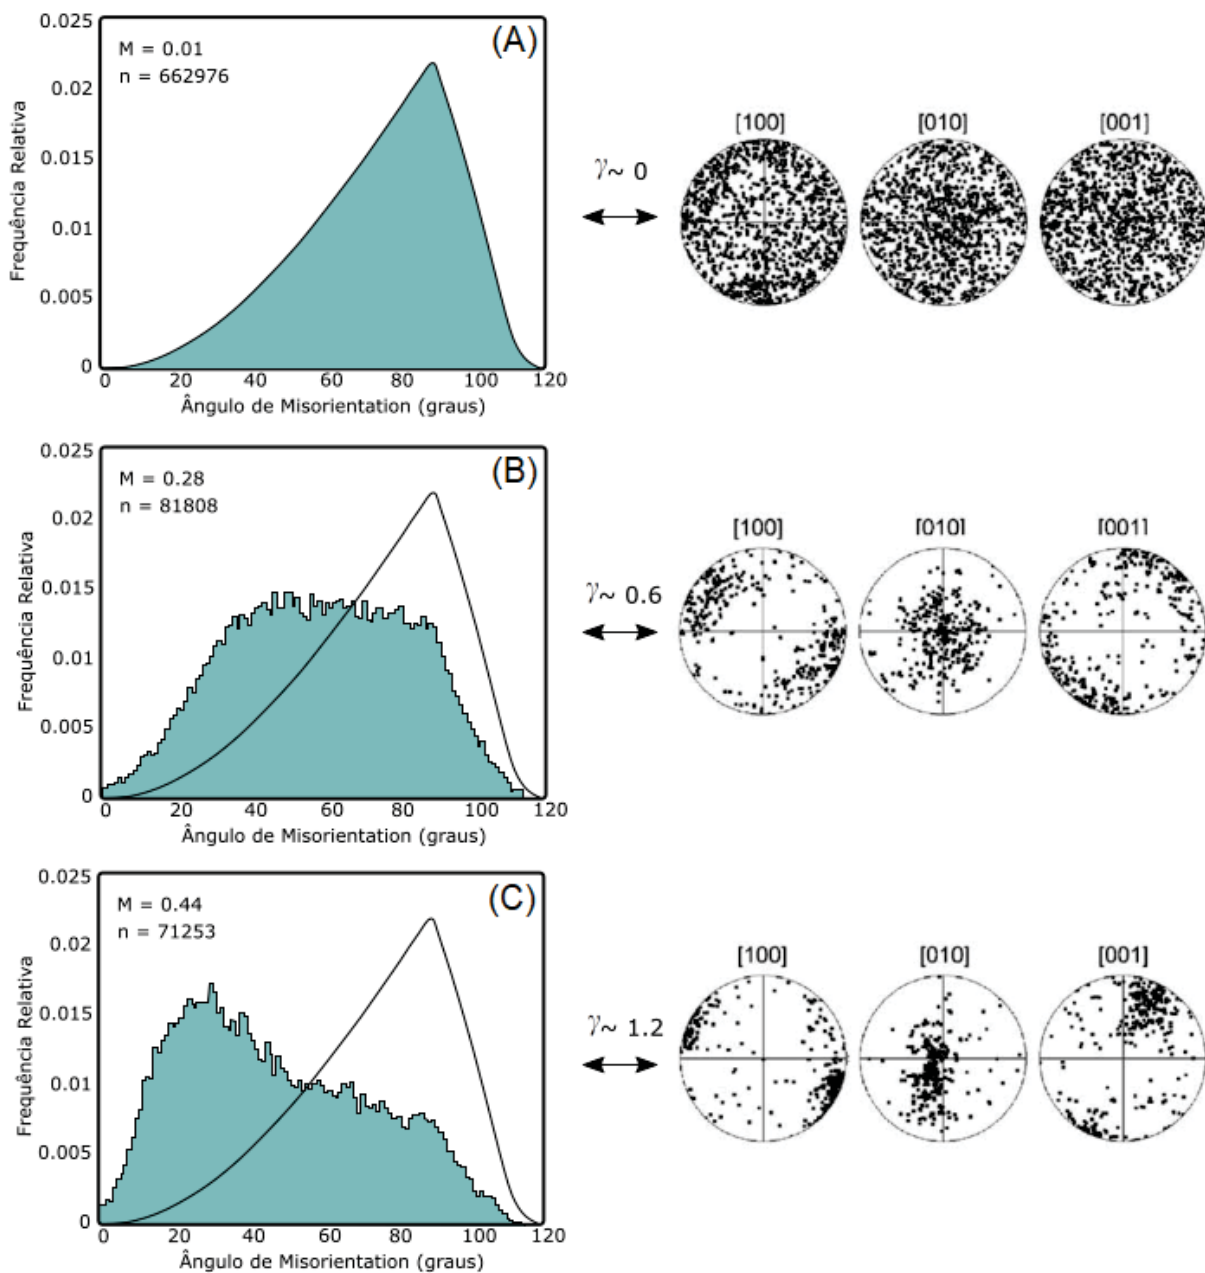 (A)
M = 0.01
n = 662976
Frequência Relativa
0.025
0.02
0.015
0.01
0.005
0
0 20 40 60 80 100 120
Ângulo de Misorientation (graus)
γ~ 0
[100] [010] [001]
(B)
M = 0.28
n = 81808
Frequência Relativa
0.025
0.02
0.015
0.01
0.005
0
0 20 40 60 80 100 120
Ângulo de Misorientation (graus)
γ~ 0.6
[100] [010] [001]
(C)
M = 0.44
n = 71253
Frequência Relativa
0.025
0.02
0.015
0.01
0.005
0
0 20 40 60 80 100 120
Ângulo de Misorientation (graus)
γ~ 1.2
[100] [010] [001]